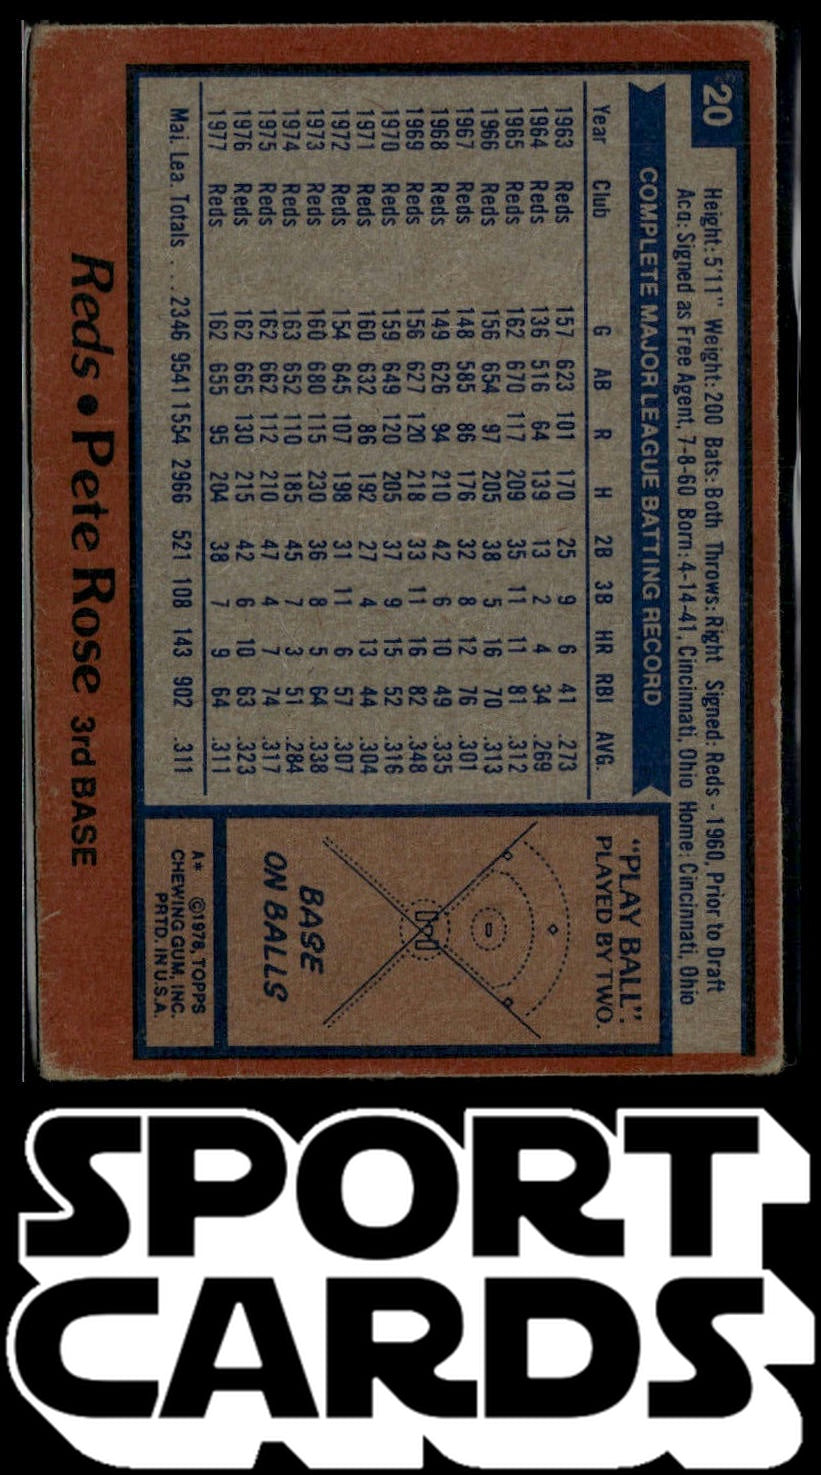 20
Height: 5'11" Weight: 200 Bats: Both Throws: Right Signed: Reds - 1960, Prior to Draft
Acq: Signed as Free Agent, 7-8-60 Born: 4-14-41, Cincinnati, Ohio Home: Cincinnati, Ohio
COMPLETE MAJOR LEAGUE BATTING RECORD
Year Club G AB R H 2B 3B HR RBI AVG.
1963 Reds 157 623 101 170 25 9 6 41 .273
1964 Reds 136 516 64 139 13 2 4 34 .269
1965 Reds 162 670 117 209 35 11 11 81 .312
1966 Reds 156 654 97 205 38 5 16 70 .313
1967 Reds 148 585 86 176 32 8 12 76 .301
1968 Reds 149 626 94 210 42 6 10 49 .335
1969 Reds 156 627 120 218 33 11 16 82 .348
1970 Reds 159 649 120 205 37 9 15 52 .316
1971 Reds 160 632 86 192 27 4 13 44 .304
1972 Reds 154 645 107 198 31 11 6 57 .307
1973 Reds 160 680 115 230 36 8 5 64 .338
1974 Reds 163 652 110 185 45 7 3 51 .284
1975 Reds 162 662 112 210 47 4 7 74 .317
1976 Reds 162 665 130 215 42 6 10 63 .323
1977 Reds 162 655 95 204 38 7 9 64 .311
Maj. Lea. Totals . . . 2346 9541 1554 2966 521 108 143 902 .311
"PLAY BALL":
PLAYED BY TWO.
BASE
ON BALLS
A* ©1978, TOPPS
CHEWING GUM, INC.
PRTD. IN U.S.A.
Reds • Pete Rose 3rd BASE
SPORT
CARDS